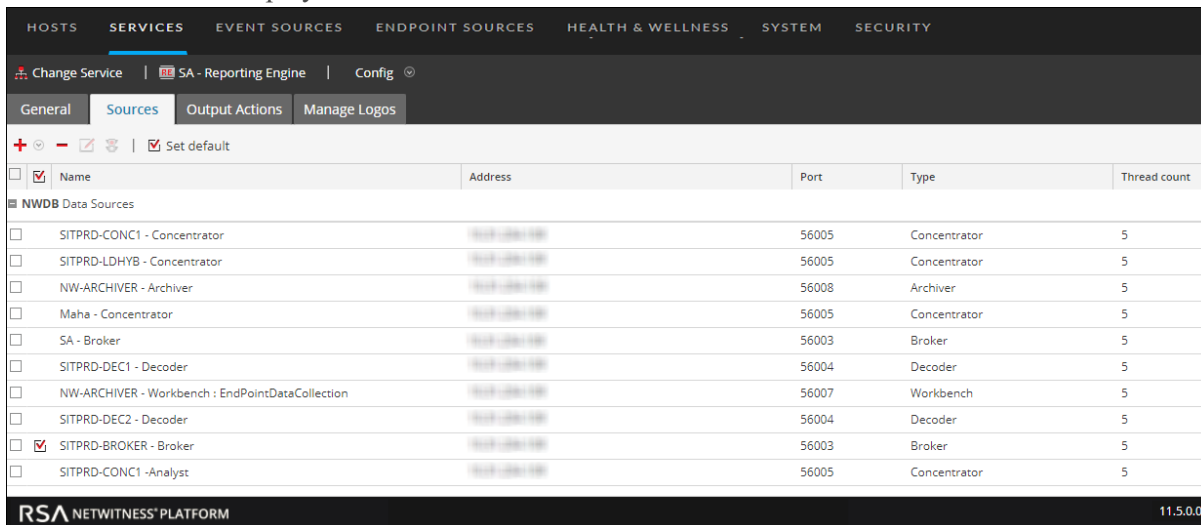 HOSTS SERVICES EVENT SOURCES ENDPOINT SOURCES HEALTH & WELLNESS SYSTEM SECURITY
Change Service | RE SA - Reporting Engine | Config
General Sources Output Actions Manage Logos
Set default
Name Address Port Type Thread count
NWDB Data Sources
SITPRD-CONC1 - Concentrator 56005 Concentrator 5
SITPRD-LDHYB - Concentrator 56005 Concentrator 5
NW-ARCHIVER - Archiver 56008 Archiver 5
Maha - Concentrator 56005 Concentrator 5
SA - Broker 56003 Broker 5
SITPRD-DEC1 - Decoder 56004 Decoder 5
NW-ARCHIVER - Workbench : EndPointDataCollection 56007 Workbench 5
SITPRD-DEC2 - Decoder 56004 Decoder 5
SITPRD-BROKER - Broker 56003 Broker 5
SITPRD-CONC1 -Analyst 56005 Concentrator 5
RSA NETWITNESS® PLATFORM 11.5.0.0